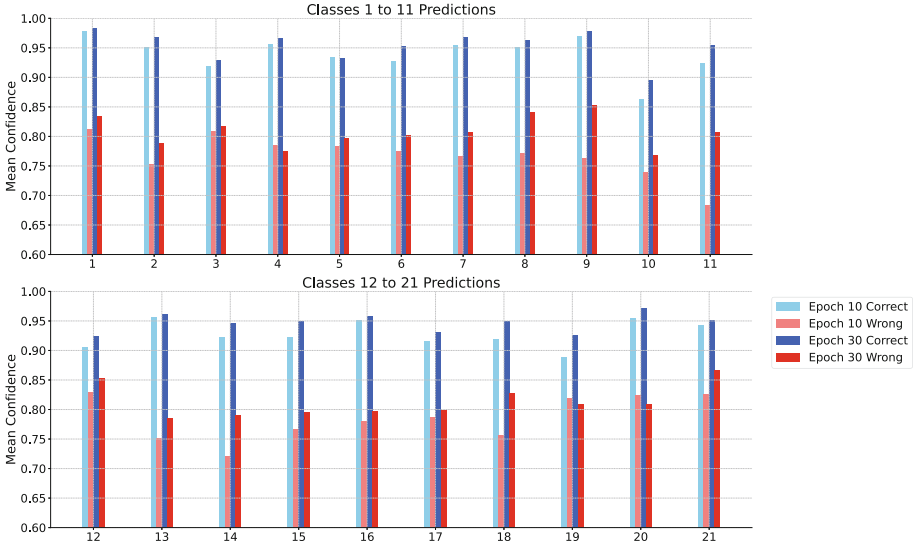 Classes 1 to 11 Predictions
Mean Confidence
1.00
0.95
0.90
0.85
0.80
0.75
0.70
0.65
0.60
1 2 3 4 5 6 7 8 9 10 11
Classes 12 to 21 Predictions
Mean Confidence
1.00
0.95
0.90
0.85
0.80
0.75
0.70
0.65
0.60
12 13 14 15 16 17 18 19 20 21
Epoch 10 Correct
Epoch 10 Wrong
Epoch 30 Correct
Epoch 30 Wrong